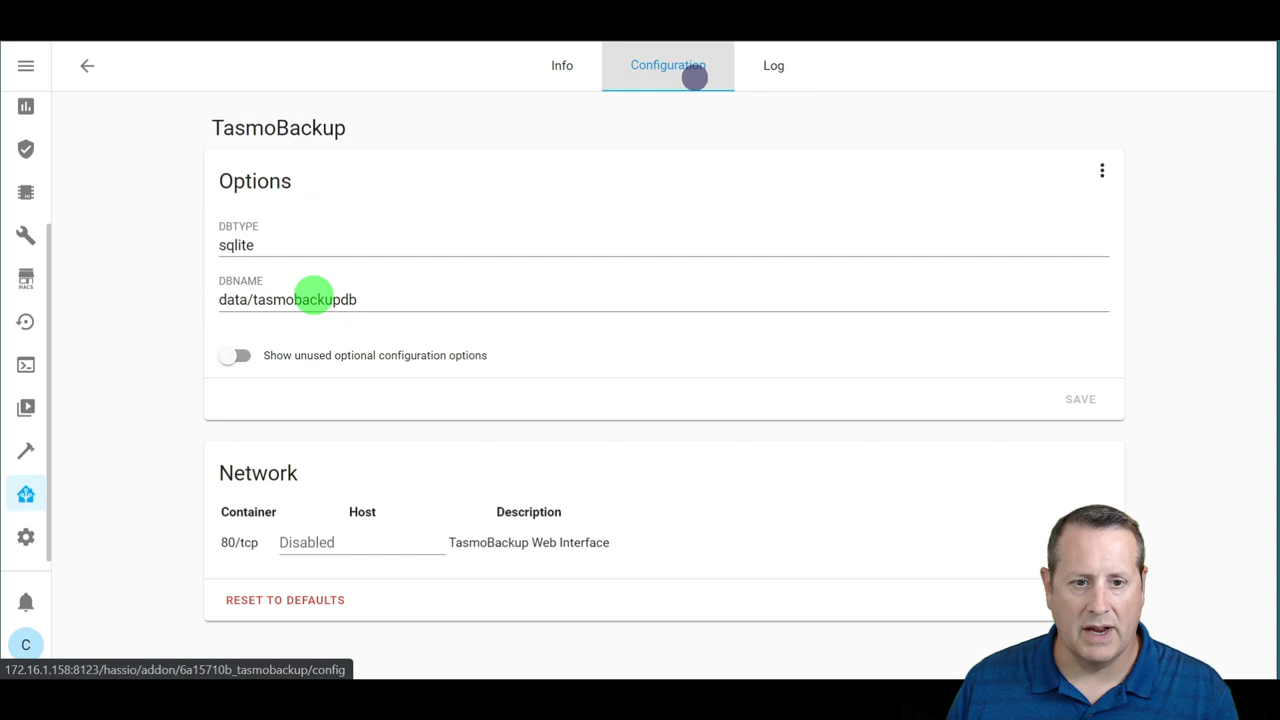 Info
Configuration
Log
TasmoBackup
Options
DBTYPE
sqlite
DBNAME
data/tasmobackupdb
Show unused optional configuration options
SAVE
HACS
Network
Container Host Description
80/tcp Disabled TasmoBackup Web Interface
RESET TO DEFAULTS
C
172.16.1.158:8123/hassio/addon/6a15710b_tasmobackup/config